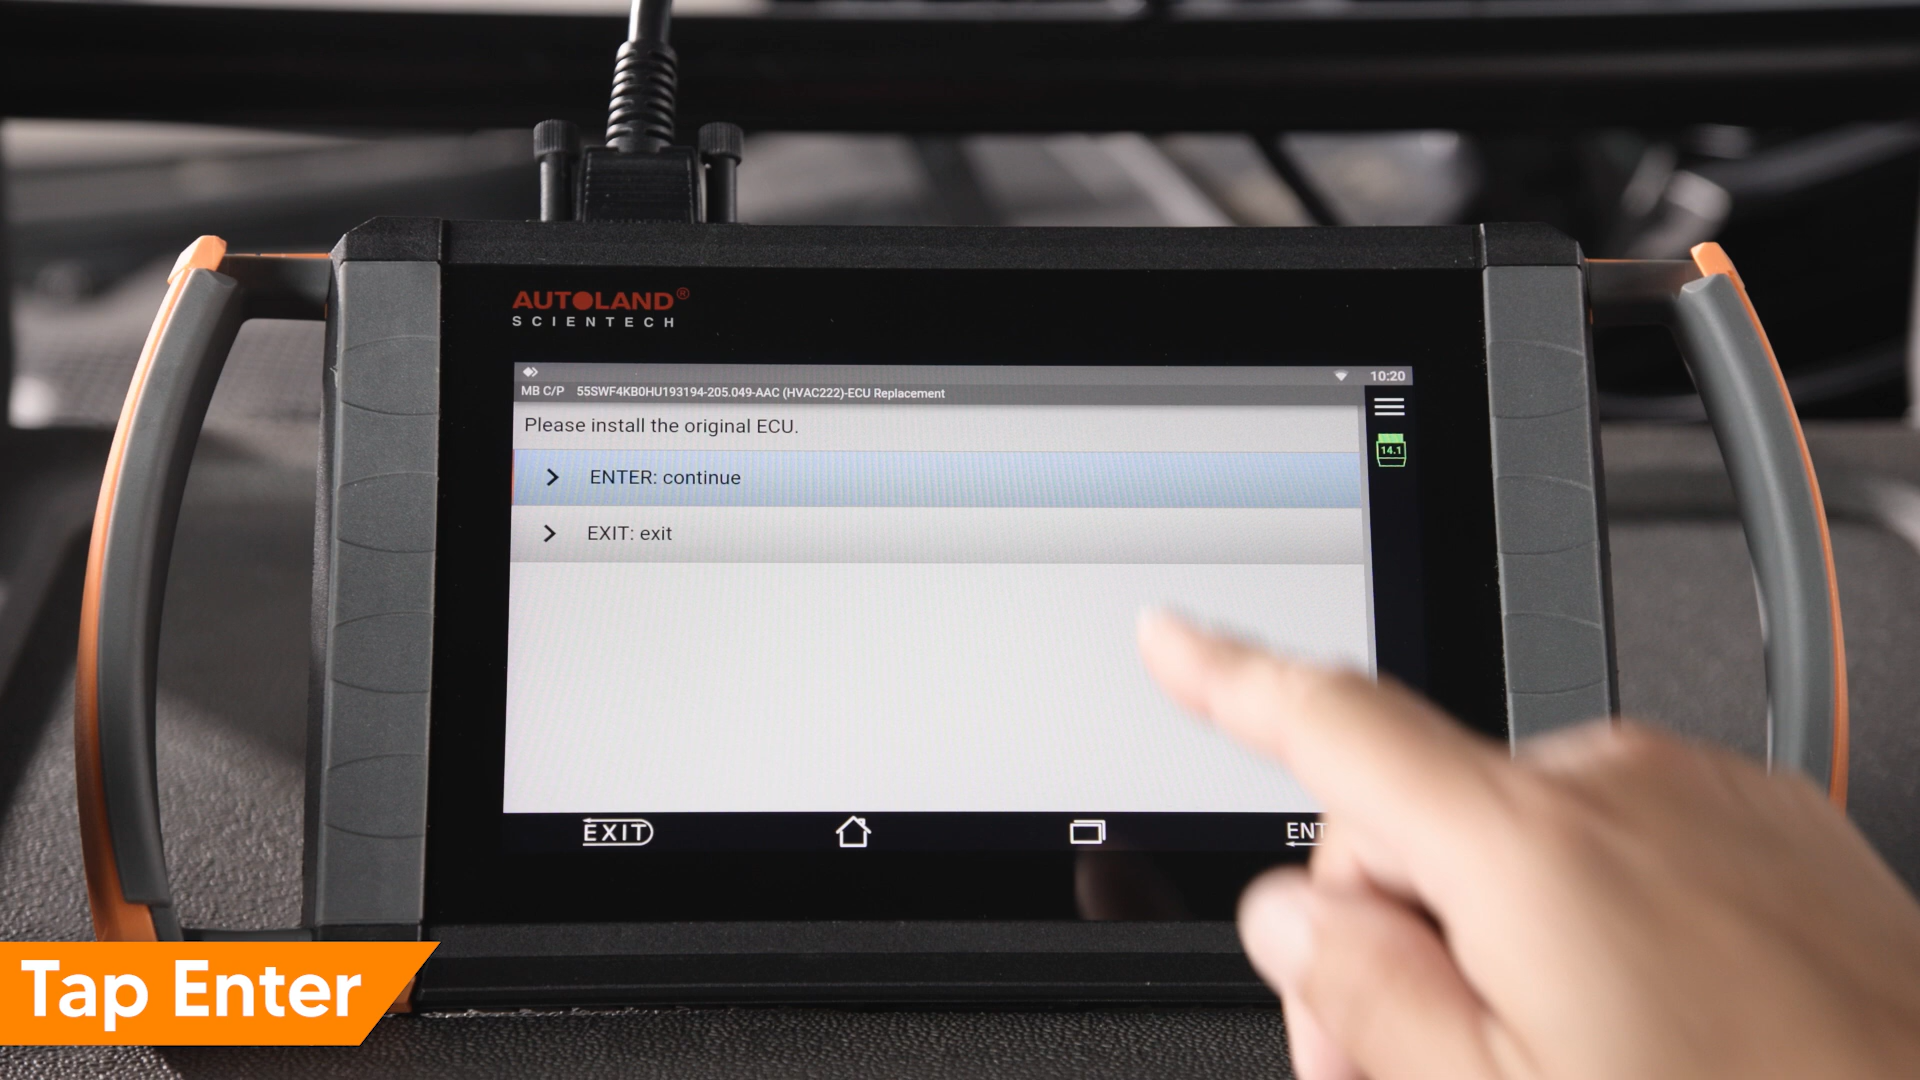 AUTOLAND®
SCIENTECH
10:20
MB C/P 55SWF4KB0HU193194-205.049-AAC (HVAC222)-ECU Replacement
Please install the original ECU.
14.1
ENTER: continue
EXIT: exit
EXIT
ENT
Tap Enter